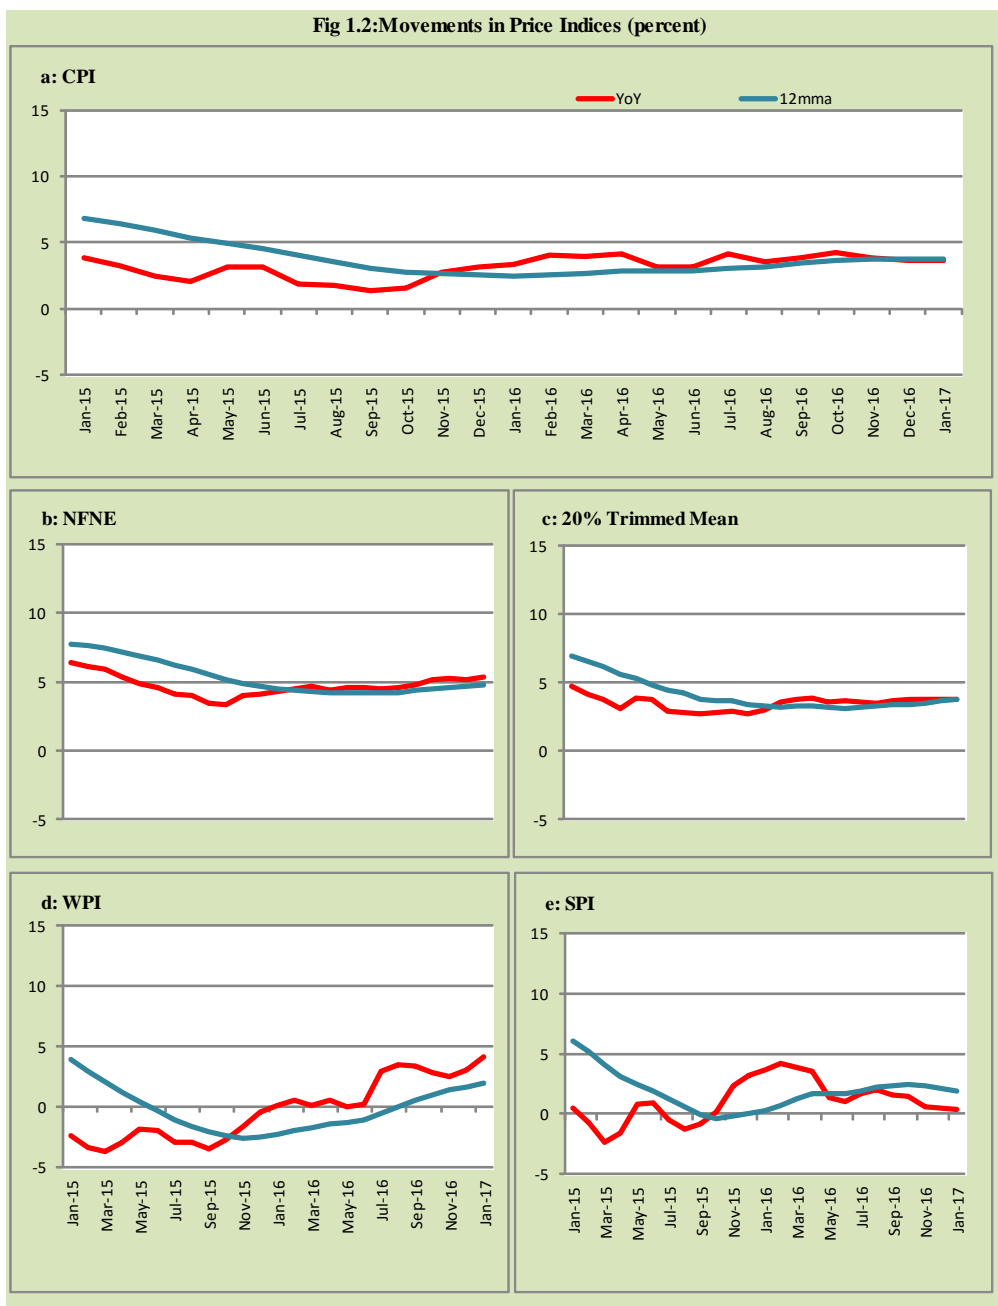 Fig 1.2:Movements in Price Indices (percent)
a: CPI
YoY 12mma
15
10
5
0
-5
Jan-15 Feb-15 Mar-15 Apr-15 May-15 Jun-15 Jul-15 Aug-15 Sep-15 Oct-15 Nov-15 Dec-15 Jan-16 Feb-16 Mar-16 Apr-16 May-16 Jun-16 Jul-16 Aug-16 Sep-16 Oct-16 Nov-16 Dec-16 Jan-17
b: NFNE
15
10
5
0
-5
c: 20% Trimmed Mean
15
10
5
0
-5
d: WPI
15
10
5
0
-5
Jan-15 Mar-15 May-15 Jul-15 Sep-15 Nov-15 Jan-16 Mar-16 May-16 Jul-16 Sep-16 Nov-16 Jan-17
e: SPI
15
10
5
0
-5
Jan-15 Mar-15 May-15 Jul-15 Sep-15 Nov-15 Jan-16 Mar-16 May-16 Jul-16 Sep-16 Nov-16 Jan-17